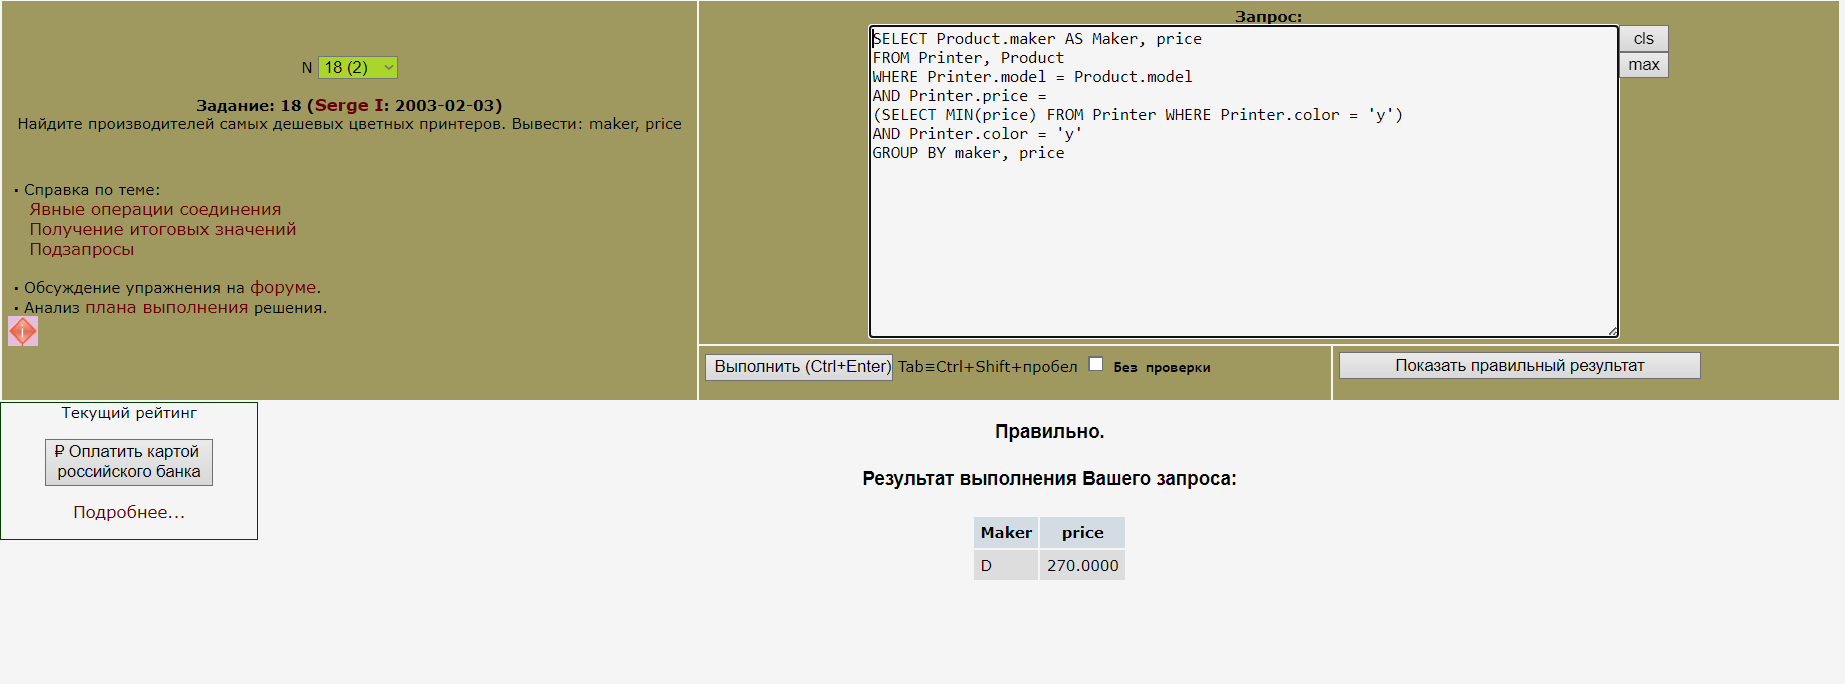 N 18 (2)
Задание: 18 (Serge I: 2003-02-03)
Найдите производителей самых дешевых цветных принтеров. Вывести: maker, price
• Справка по теме:
Явные операции соединения
Получение итоговых значений
Подзапросы
• Обсуждение упражнения на форуме.
• Анализ плана выполнения решения.
i
Запрос:
SELECT Product.maker AS Maker, price
FROM Printer, Product
WHERE Printer.model = Product.model
AND Printer.price =
(SELECT MIN(price) FROM Printer WHERE Printer.color = 'y')
AND Printer.color = 'y'
GROUP BY maker, price
cls
max
Выполнить (Ctrl+Enter) Tab≡Ctrl+Shift+пробел Без проверки
Показать правильный результат
Текущий рейтинг
₽ Оплатить картой
российского банка
Подробнее...
Правильно.
Результат выполнения Вашего запроса:
Maker price
D 270.0000